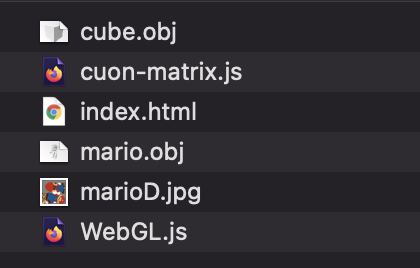 cube.obj
cuon-matrix.js
index.html
mario.obj
marioD.jpg
WebGL.js